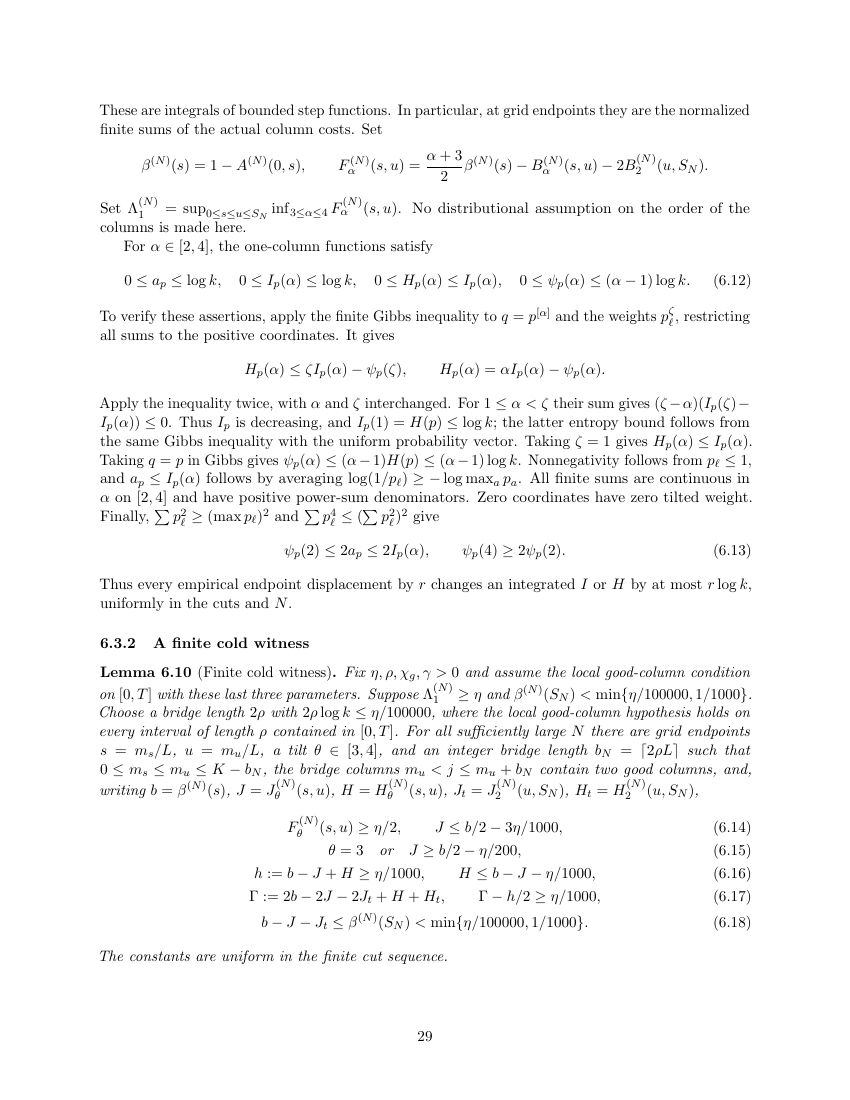 These are integrals of bounded step functions. In particular, at grid endpoints they are the normalized
finite sums of the actual column costs. Set
β^{(N)}(s) = 1 − A^{(N)}(0, s), F_α^{(N)}(s, u) = \frac{α + 3}{2} β^{(N)}(s) − B_α^{(N)}(s, u) − 2B_2^{(N)}(u, S_N).
Set Λ_1^{(N)} = sup_{0≤s≤u≤S_N} inf_{3≤α≤4} F_α^{(N)}(s, u). No distributional assumption on the order of the
columns is made here.
For α ∈ [2, 4], the one-column functions satisfy
0 ≤ a_p ≤ log k, 0 ≤ I_p(α) ≤ log k, 0 ≤ H_p(α) ≤ I_p(α), 0 ≤ ψ_p(α) ≤ (α − 1) log k. (6.12)
To verify these assertions, apply the finite Gibbs inequality to q = p^{[α]} and the weights p_ℓ^ζ, restricting
all sums to the positive coordinates. It gives
H_p(α) ≤ ζI_p(α) − ψ_p(ζ), H_p(α) = αI_p(α) − ψ_p(α).
Apply the inequality twice, with α and ζ interchanged. For 1 ≤ α < ζ their sum gives (ζ−α)(I_p(ζ)−
I_p(α)) ≤ 0. Thus I_p is decreasing, and I_p(1) = H(p) ≤ log k; the latter entropy bound follows from
the same Gibbs inequality with the uniform probability vector. Taking ζ = 1 gives H_p(α) ≤ I_p(α).
Taking q = p in Gibbs gives ψ_p(α) ≤ (α−1)H(p) ≤ (α−1) log k. Nonnegativity follows from p_ℓ ≤ 1,
and a_p ≤ I_p(α) follows by averaging log(1/p_ℓ) ≥ − log max_a p_a. All finite sums are continuous in
α on [2, 4] and have positive power-sum denominators. Zero coordinates have zero tilted weight.
Finally, ∑ p_ℓ^2 ≥ (max p_ℓ)^2 and ∑ p_ℓ^4 ≤ (∑ p_ℓ^2)^2 give
ψ_p(2) ≤ 2a_p ≤ 2I_p(α), ψ_p(4) ≥ 2ψ_p(2). (6.13)
Thus every empirical endpoint displacement by r changes an integrated I or H by at most r log k,
uniformly in the cuts and N.
6.3.2 A finite cold witness
Lemma 6.10 (Finite cold witness). Fix η, ρ, χ_g, γ > 0 and assume the local good-column condition
on [0, T] with these last three parameters. Suppose Λ_1^{(N)} ≥ η and β^{(N)}(S_N) < min{η/100000, 1/1000}.
Choose a bridge length 2ρ with 2ρ log k ≤ η/100000, where the local good-column hypothesis holds on
every interval of length ρ contained in [0, T]. For all sufficiently large N there are grid endpoints
s = m_s/L, u = m_u/L, a tilt θ ∈ [3, 4], and an integer bridge length b_N = ⌈2ρL⌉ such that
0 ≤ m_s ≤ m_u ≤ K − b_N, the bridge columns m_u < j ≤ m_u + b_N contain two good columns, and,
writing b = β^{(N)}(s), J = J_θ^{(N)}(s, u), H = H_θ^{(N)}(s, u), J_t = J_2^{(N)}(u, S_N), H_t = H_2^{(N)}(u, S_N),
F_θ^{(N)}(s, u) ≥ η/2, J ≤ b/2 − 3η/1000, (6.14)
θ = 3 or J ≥ b/2 − η/200, (6.15)
h := b − J + H ≥ η/1000, H ≤ b − J − η/1000, (6.16)
Γ := 2b − 2J − 2J_t + H + H_t, Γ − h/2 ≥ η/1000, (6.17)
b − J − J_t ≤ β^{(N)}(S_N) < min{η/100000, 1/1000}. (6.18)
The constants are uniform in the finite cut sequence.
29